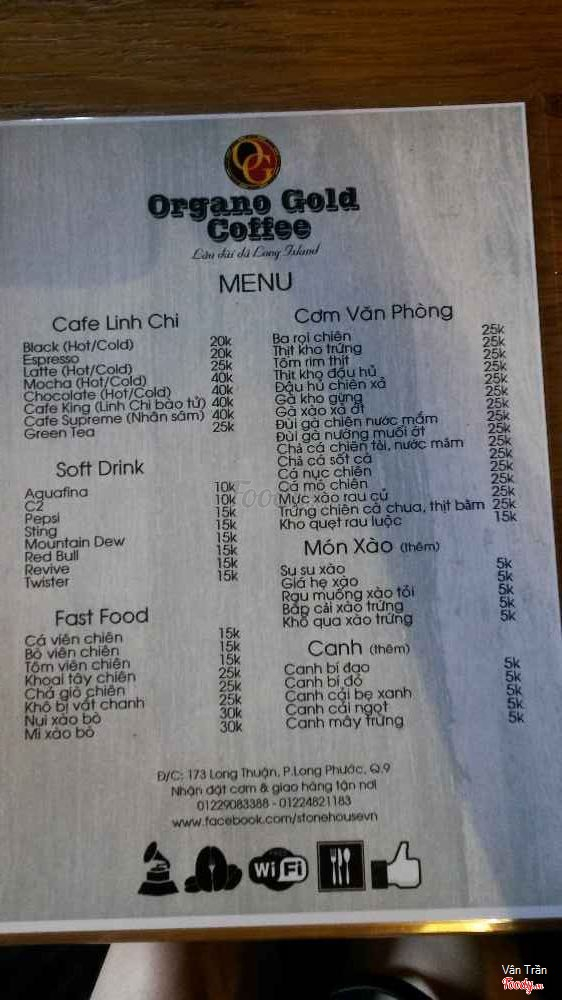 OG
Organo Gold
Coffee
Lâu đài đá Long Island
MENU
Cafe Linh Chi
Black (Hot/Cold) 20k
Espresso 20k
Latte (Hot/Cold) 25k
Mocha (Hot/Cold) 40k
Chocolate (Hot/Cold) 40k
Cafe King (Linh Chi bào tử) 40k
Cafe Supreme (Nhân sâm) 40k
Green Tea 25k
Soft Drink
Aquafina 10k
C2 10k
Pepsi 15k
Sting 15k
Mountain Dew 15k
Red Bull 15k
Revive 15k
Twister 15k
Fast Food
Cá viên chiên 15k
Bò viên chiên 15k
Tôm viên chiên 15k
Khoai tây chiên 25k
Chả giò chiên 25k
Khô bị vắt chanh 25k
Nui xào bò 30k
Mì xào bò 30k
Cơm Văn Phòng
Ba rọi chiên 25k
Thịt kho trứng 25k
Tôm rim thịt 25k
Thịt kho đậu hủ 25k
Đậu hủ chiên xả 25k
Gà kho gừng 25k
Gà xào xả ớt 25k
Đùi gà chiên nước mắm 25k
Đùi gà nướng muối ớt 25k
Chả cá chiên tỏi, nước mắm 25k
Chả cá sốt cà 25k
Cá nục chiên 25k
Cá mó chiên 25k
Mực xào rau củ 25k
Trứng chiên cà chua, thịt bằm 25k
Kho quẹt rau luộc 15k
Món Xào (thêm)
Su su xào 5k
Giá hẹ xào 5k
Rau muống xào tỏi 5k
Bắp cải xào trứng 5k
Khổ qua xào trứng 5k
Canh (thêm)
Canh bí đao 5k
Canh bí đỏ 5k
Canh cải bẹ xanh 5k
Canh cải ngọt 5k
Canh mây trứng 5k
Đ/C: 173 Long Thuận, P.Long Phước, Q.9
Nhận đặt cơm & giao hàng tận nơi
01229083388 - 01224821183
www.facebook.com/stonehousevn
Wi Fi
Vân Trần
Foody.vn